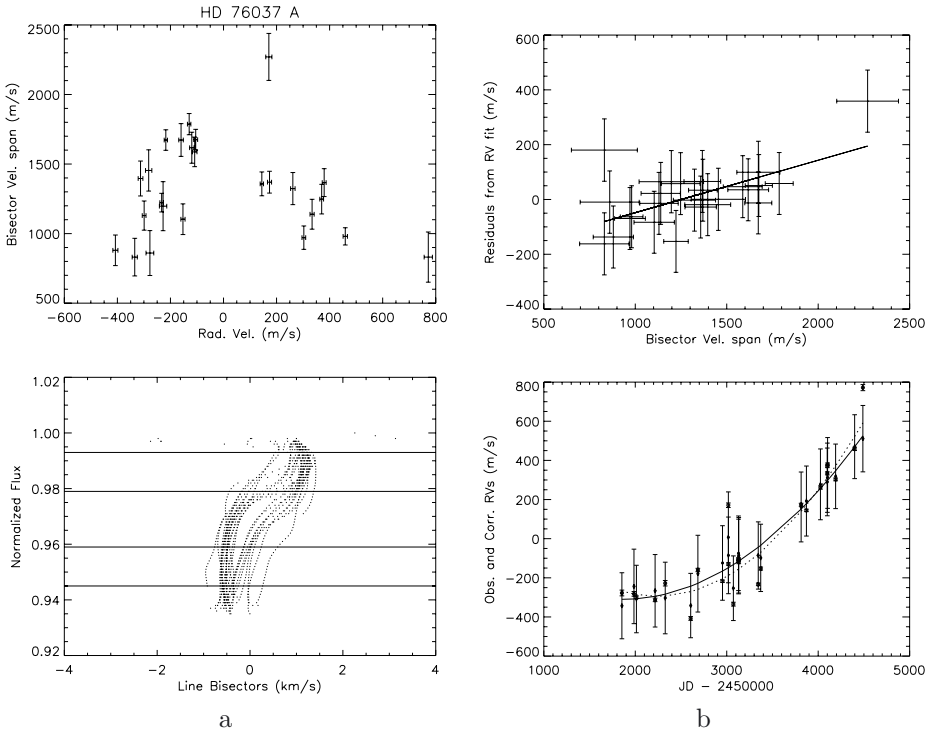 HD 76037 A
2500
2000
1500
1000
500
Bisector Vel. span (m/s)
−600 −400 −200 0 200 400 600 800
Rad. Vel. (m/s)
600
400
200
0
−200
−400
Residuals from RV fit (m/s)
500 1000 1500 2000 2500
Bisector Vel. span (m/s)
1.02
1.00
0.98
0.96
0.94
0.92
Normalized Flux
−4 −2 0 2 4
Line Bisectors (km/s)
a
800
600
400
200
0
−200
−400
−600
Obs. and Corr. RVs (m/s)
1000 2000 3000 4000 5000
JD − 2450000
b